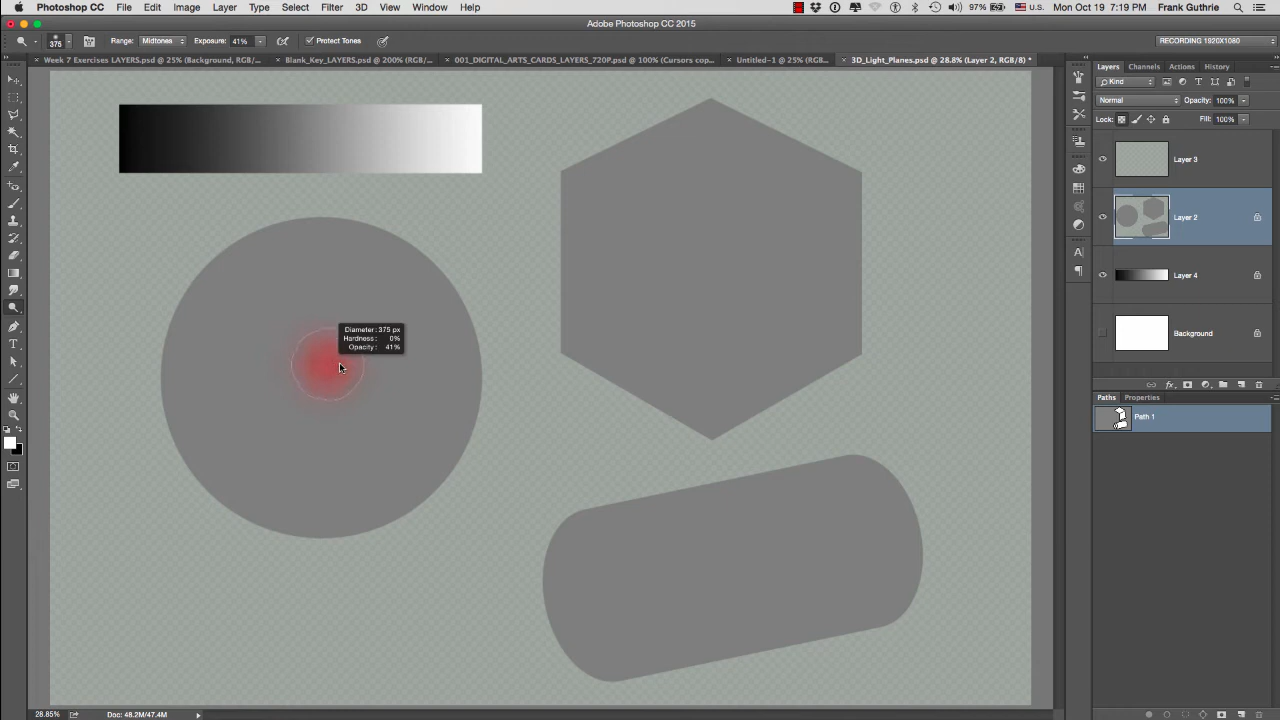 Photoshop CC File Edit Image Layer Type Select Filter 3D View Window Help 97% U.S. Mon Oct 19 7:19 PM Frank Guthrie
Adobe Photoshop CC 2015
375 Range: Midtones Exposure: 41% Protect Tones RECORDING 1920X1080
Week 7 Exercises LAYERS.psd @ 25% (Background, RGB/... Blank_Key_LAYERS.psd @ 200% (RGB/... 001_DIGITAL_ARTS_CARDS_LAYERS_720P.psd @ 100% (Cursors cop... Untitled-1 @ 25% (RGB... 3D_Light_Planes.psd @ 28.8% (Layer 2, RGB/8) *
Layers Channels Actions History
Kind
Normal Opacity: 100%
Lock: Fill: 100%
Layer 3
Layer 2
Layer 4
Background
Diameter: 375 px
Hardness: 0%
Opacity: 41%
Paths Properties
Path 1
28.85% Doc: 48.2M/47.4M